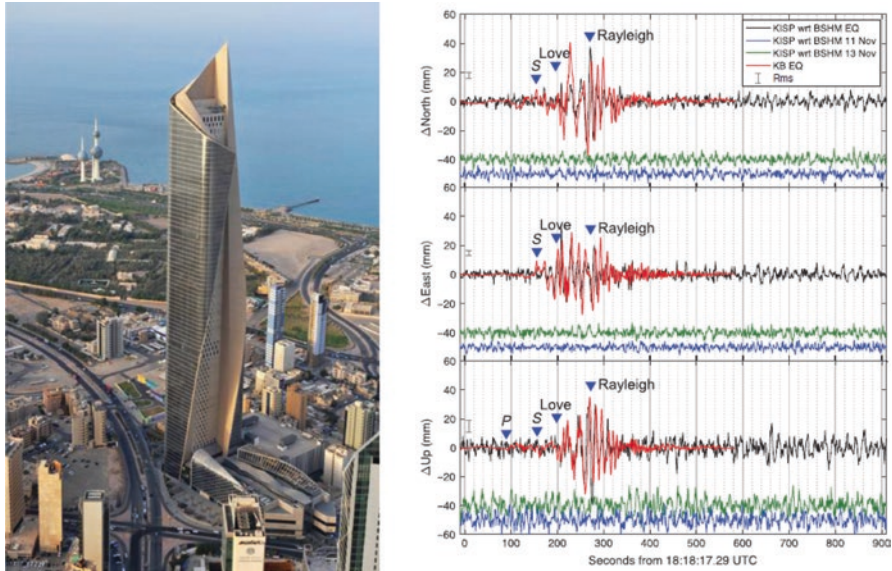 60
40
20
0
-20
-40
-60
ΔNorth (mm)
S
Love
Rayleigh
KISP wrt BSHM EQ
KISP wrt BSHM 11 Nov
KISP wrt BSHM 13 Nov
KB EQ
Rms
60
40
20
0
-20
-40
-60
ΔEast (mm)
S
Love
Rayleigh
60
40
20
0
-20
-40
-60
ΔUp (mm)
P
S
Love
Rayleigh
0 100 200 300 400 500 600 700 800 900
Seconds from 18:18:17.29 UTC